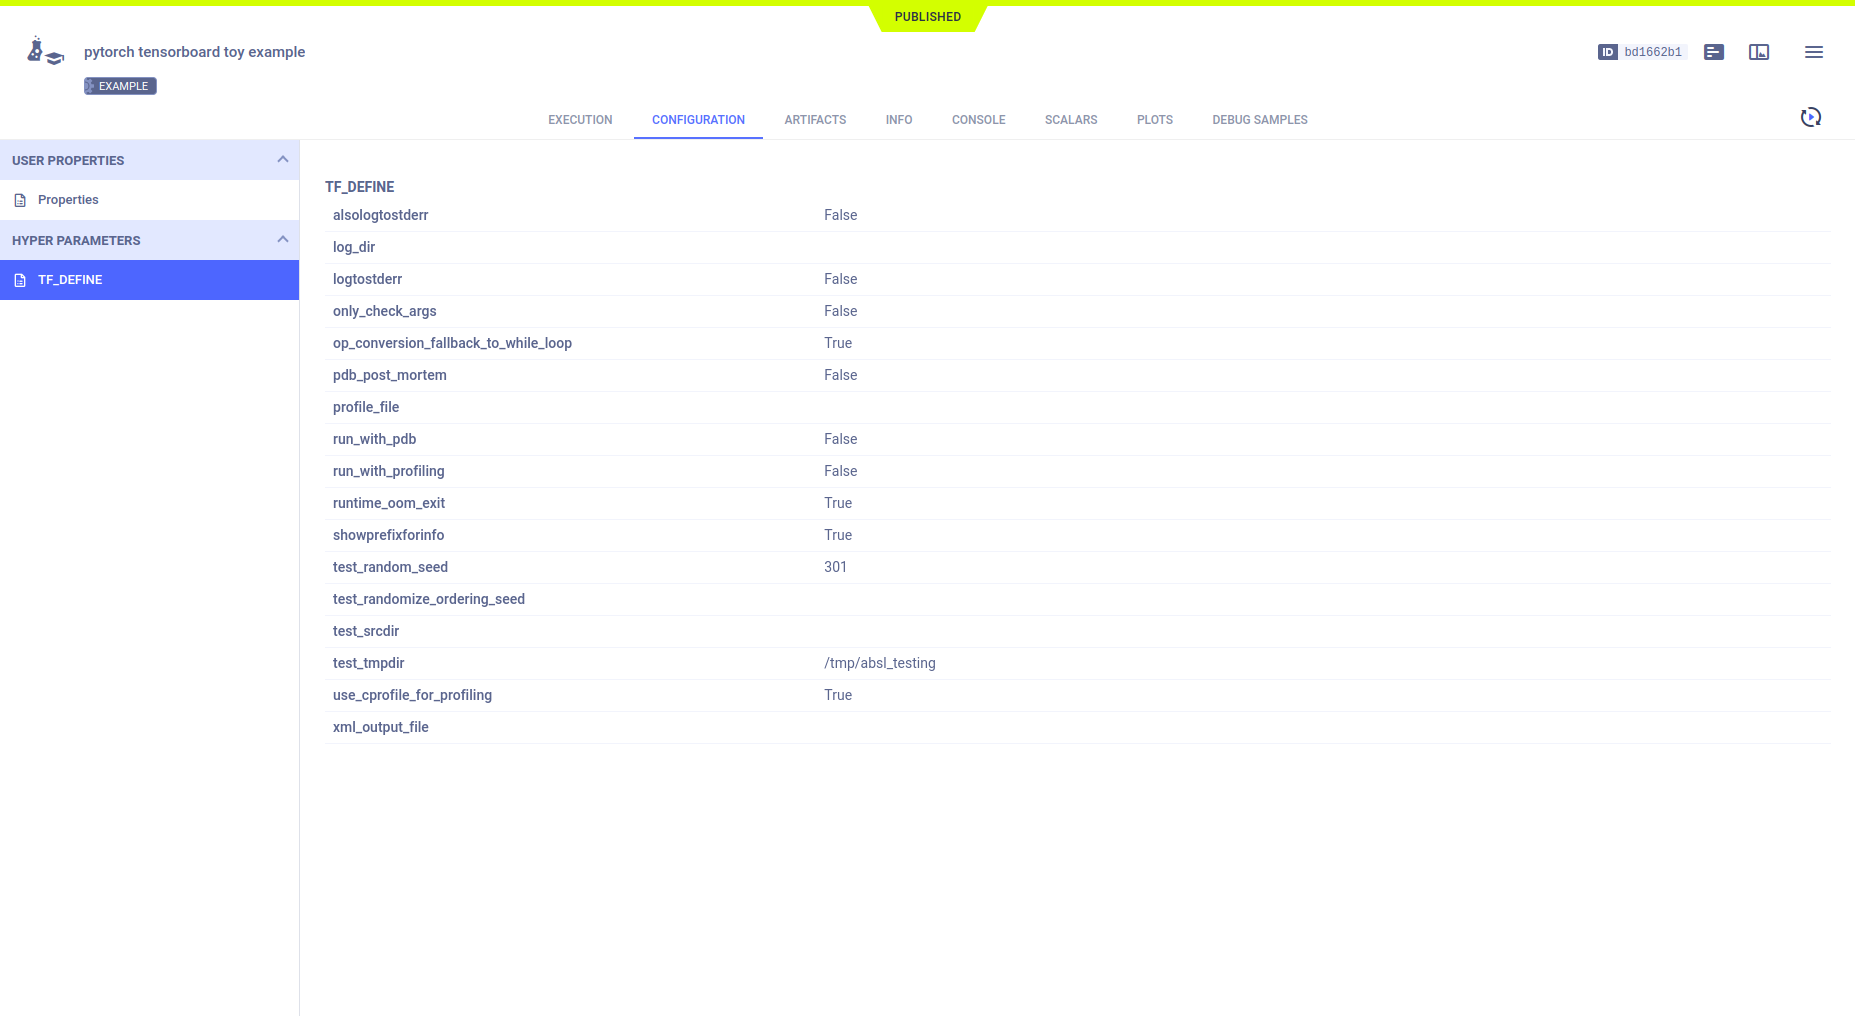 PUBLISHED
pytorch tensorboard toy example
EXAMPLE
ID bd1662b1
EXECUTION CONFIGURATION ARTIFACTS INFO CONSOLE SCALARS PLOTS DEBUG SAMPLES
USER PROPERTIES
Properties
HYPER PARAMETERS
TF_DEFINE
TF_DEFINE
alsologtostderr False
log_dir
logtostderr False
only_check_args False
op_conversion_fallback_to_while_loop True
pdb_post_mortem False
profile_file
run_with_pdb False
run_with_profiling False
runtime_oom_exit True
showprefixforinfo True
test_random_seed 301
test_randomize_ordering_seed
test_srcdir
test_tmpdir /tmp/absl_testing
use_cprofile_for_profiling True
xml_output_file